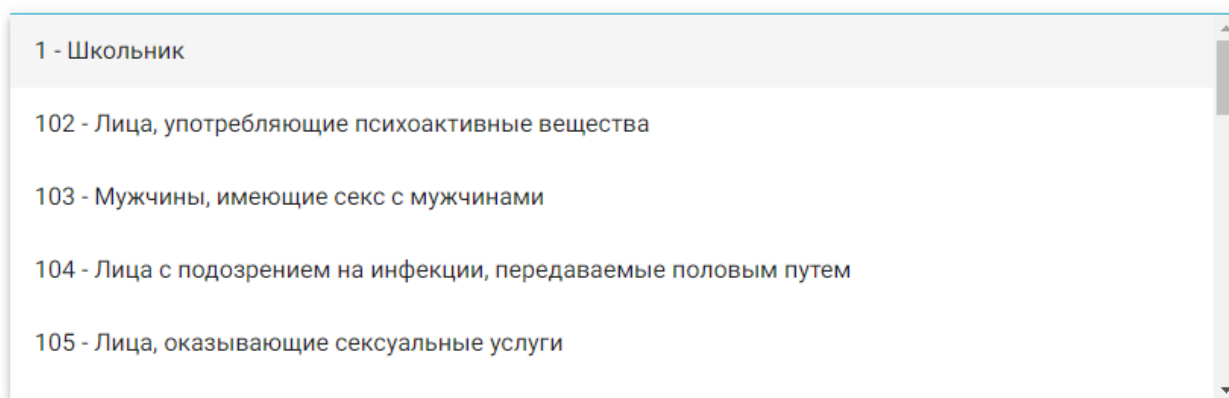 1 - Школьник
102 - Лица, употребляющие психоактивные вещества
103 - Мужчины, имеющие секс с мужчинами
104 - Лица с подозрением на инфекции, передаваемые половым путем
105 - Лица, оказывающие сексуальные услуги